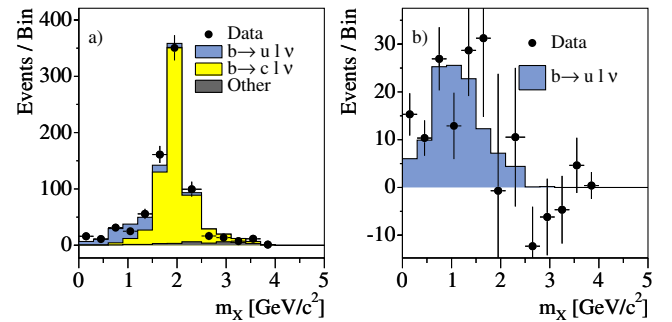 Events / Bin
400
300
200
100
0
a)
Data
b→ u l ν
b→ c l ν
Other
0 1 2 3 4 5
m_X [GeV/c²]
Events / Bin
30
20
10
0
-10
b)
Data
b→ u l ν
0 1 2 3 4 5
m_X [GeV/c²]